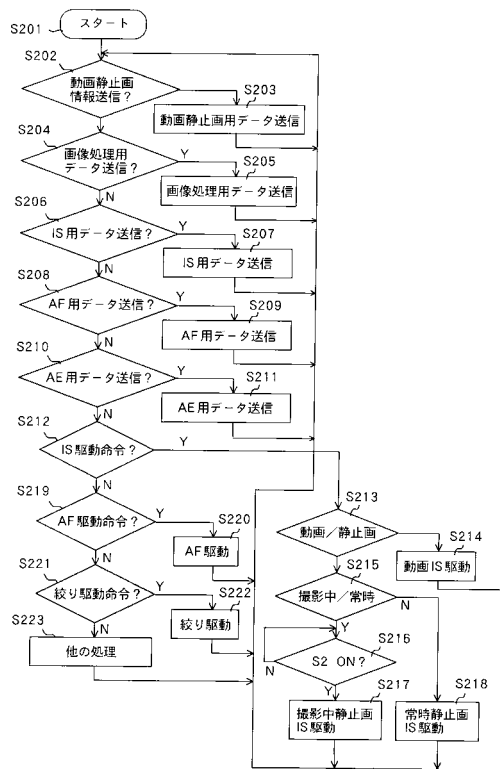 S201
スタート
S202
動画静止画
情報送信？
S203
動画静止画用データ送信
S204
画像処理用
データ送信？
Y
S205
画像処理用データ送信
N
S206
IS用データ送信？
Y
S207
IS用データ送信
N
S208
AF用データ送信？
Y
S209
AF用データ送信
N
S210
AE用データ送信？
Y
S211
AE用データ送信
N
S212
IS駆動命令？
Y
N
S213
動画／静止画
S214
動画IS駆動
S215
撮影中／常時
N
Y
S216
S2 ON？
N
Y
S217
撮影中静止画
IS駆動
S218
常時静止画
IS駆動
S219
AF駆動命令？
Y
S220
AF駆動
N
S221
絞り駆動命令？
Y
S222
絞り駆動
N
S223
他の処理